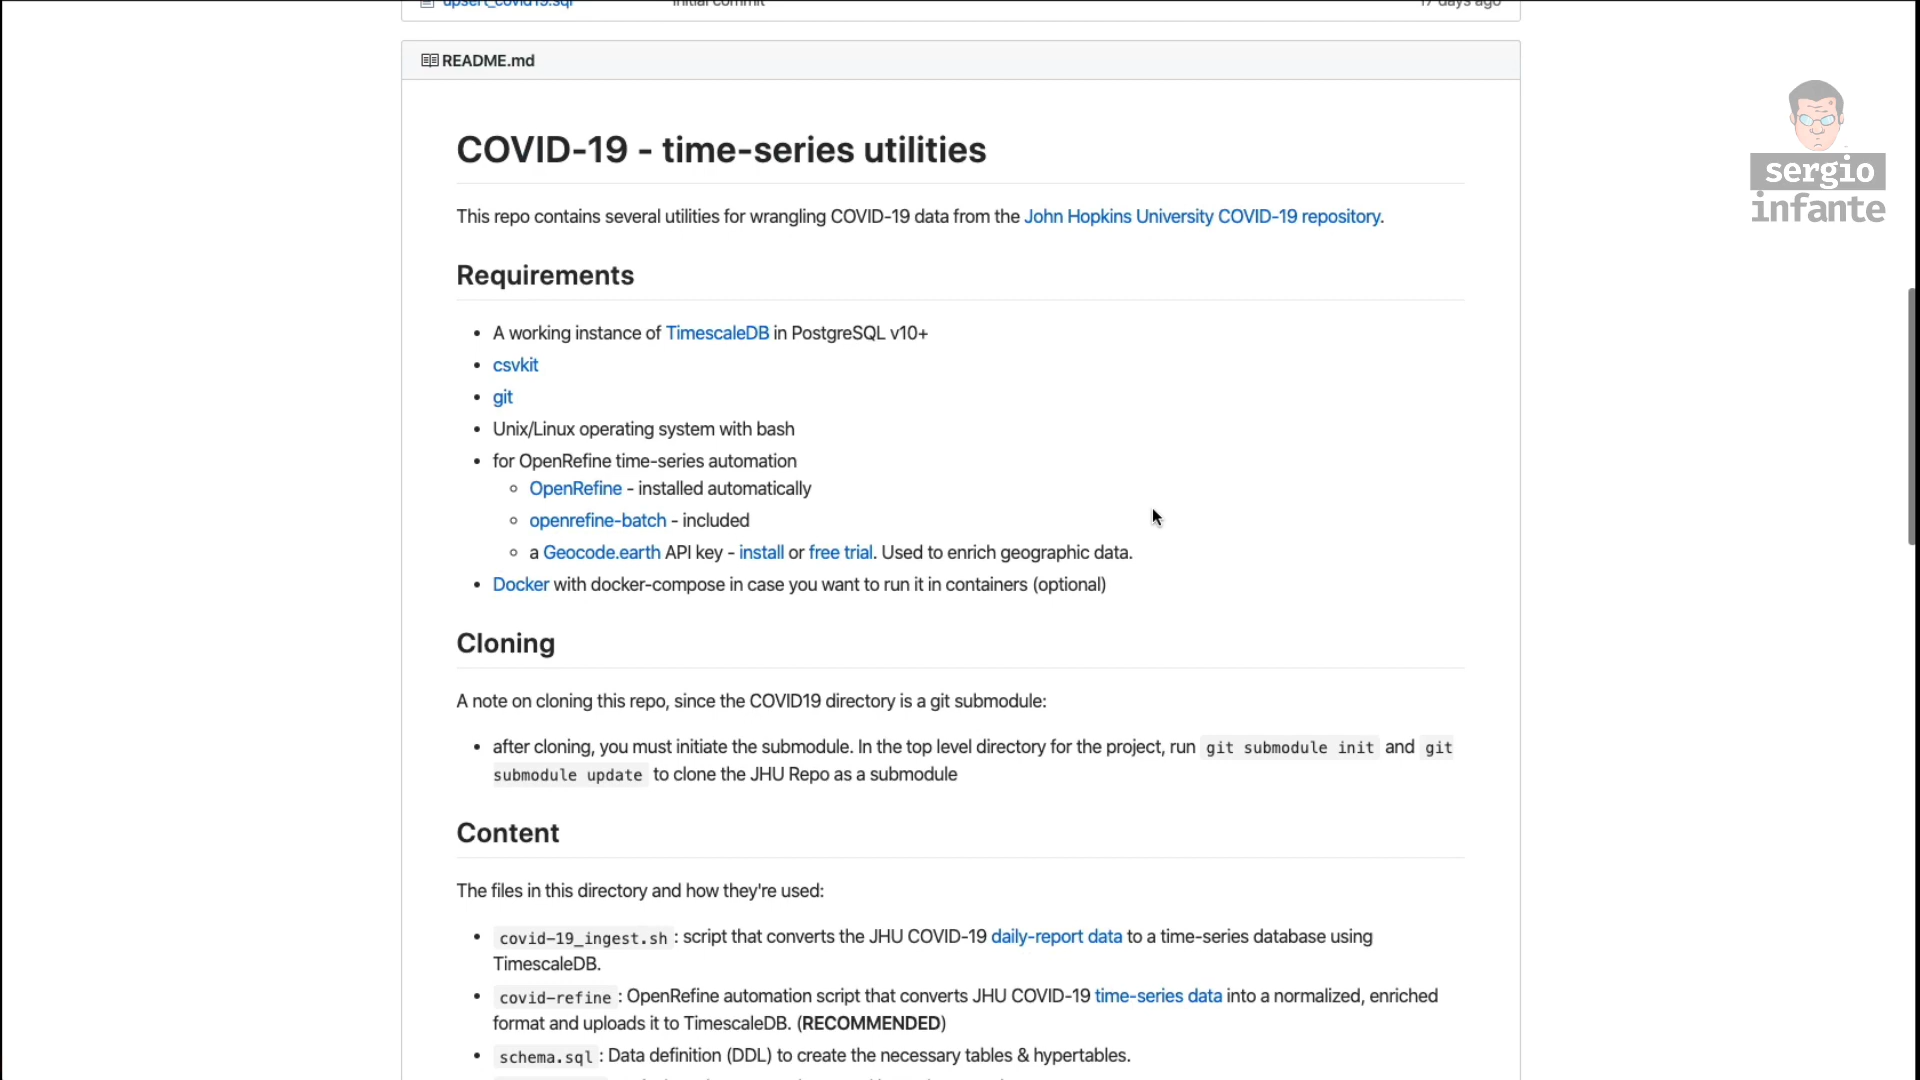 upsert_covid19.sql Initial commit 17 days ago
README.md
sergio
infante
COVID-19 - time-series utilities
This repo contains several utilities for wrangling COVID-19 data from the John Hopkins University COVID-19 repository.
Requirements
• A working instance of TimescaleDB in PostgreSQL v10+
• csvkit
• git
• Unix/Linux operating system with bash
• for OpenRefine time-series automation
◦ OpenRefine - installed automatically
◦ openrefine-batch - included
◦ a Geocode.earth API key - install or free trial. Used to enrich geographic data.
• Docker with docker-compose in case you want to run it in containers (optional)
Cloning
A note on cloning this repo, since the COVID19 directory is a git submodule:
• after cloning, you must initiate the submodule. In the top level directory for the project, run git submodule init and git
submodule update to clone the JHU Repo as a submodule
Content
The files in this directory and how they're used:
• covid-19_ingest.sh : script that converts the JHU COVID-19 daily-report data to a time-series database using
TimescaleDB.
• covid-refine : OpenRefine automation script that converts JHU COVID-19 time-series data into a normalized, enriched
format and uploads it to TimescaleDB. (RECOMMENDED)
• schema.sql : Data definition (DDL) to create the necessary tables & hypertables.